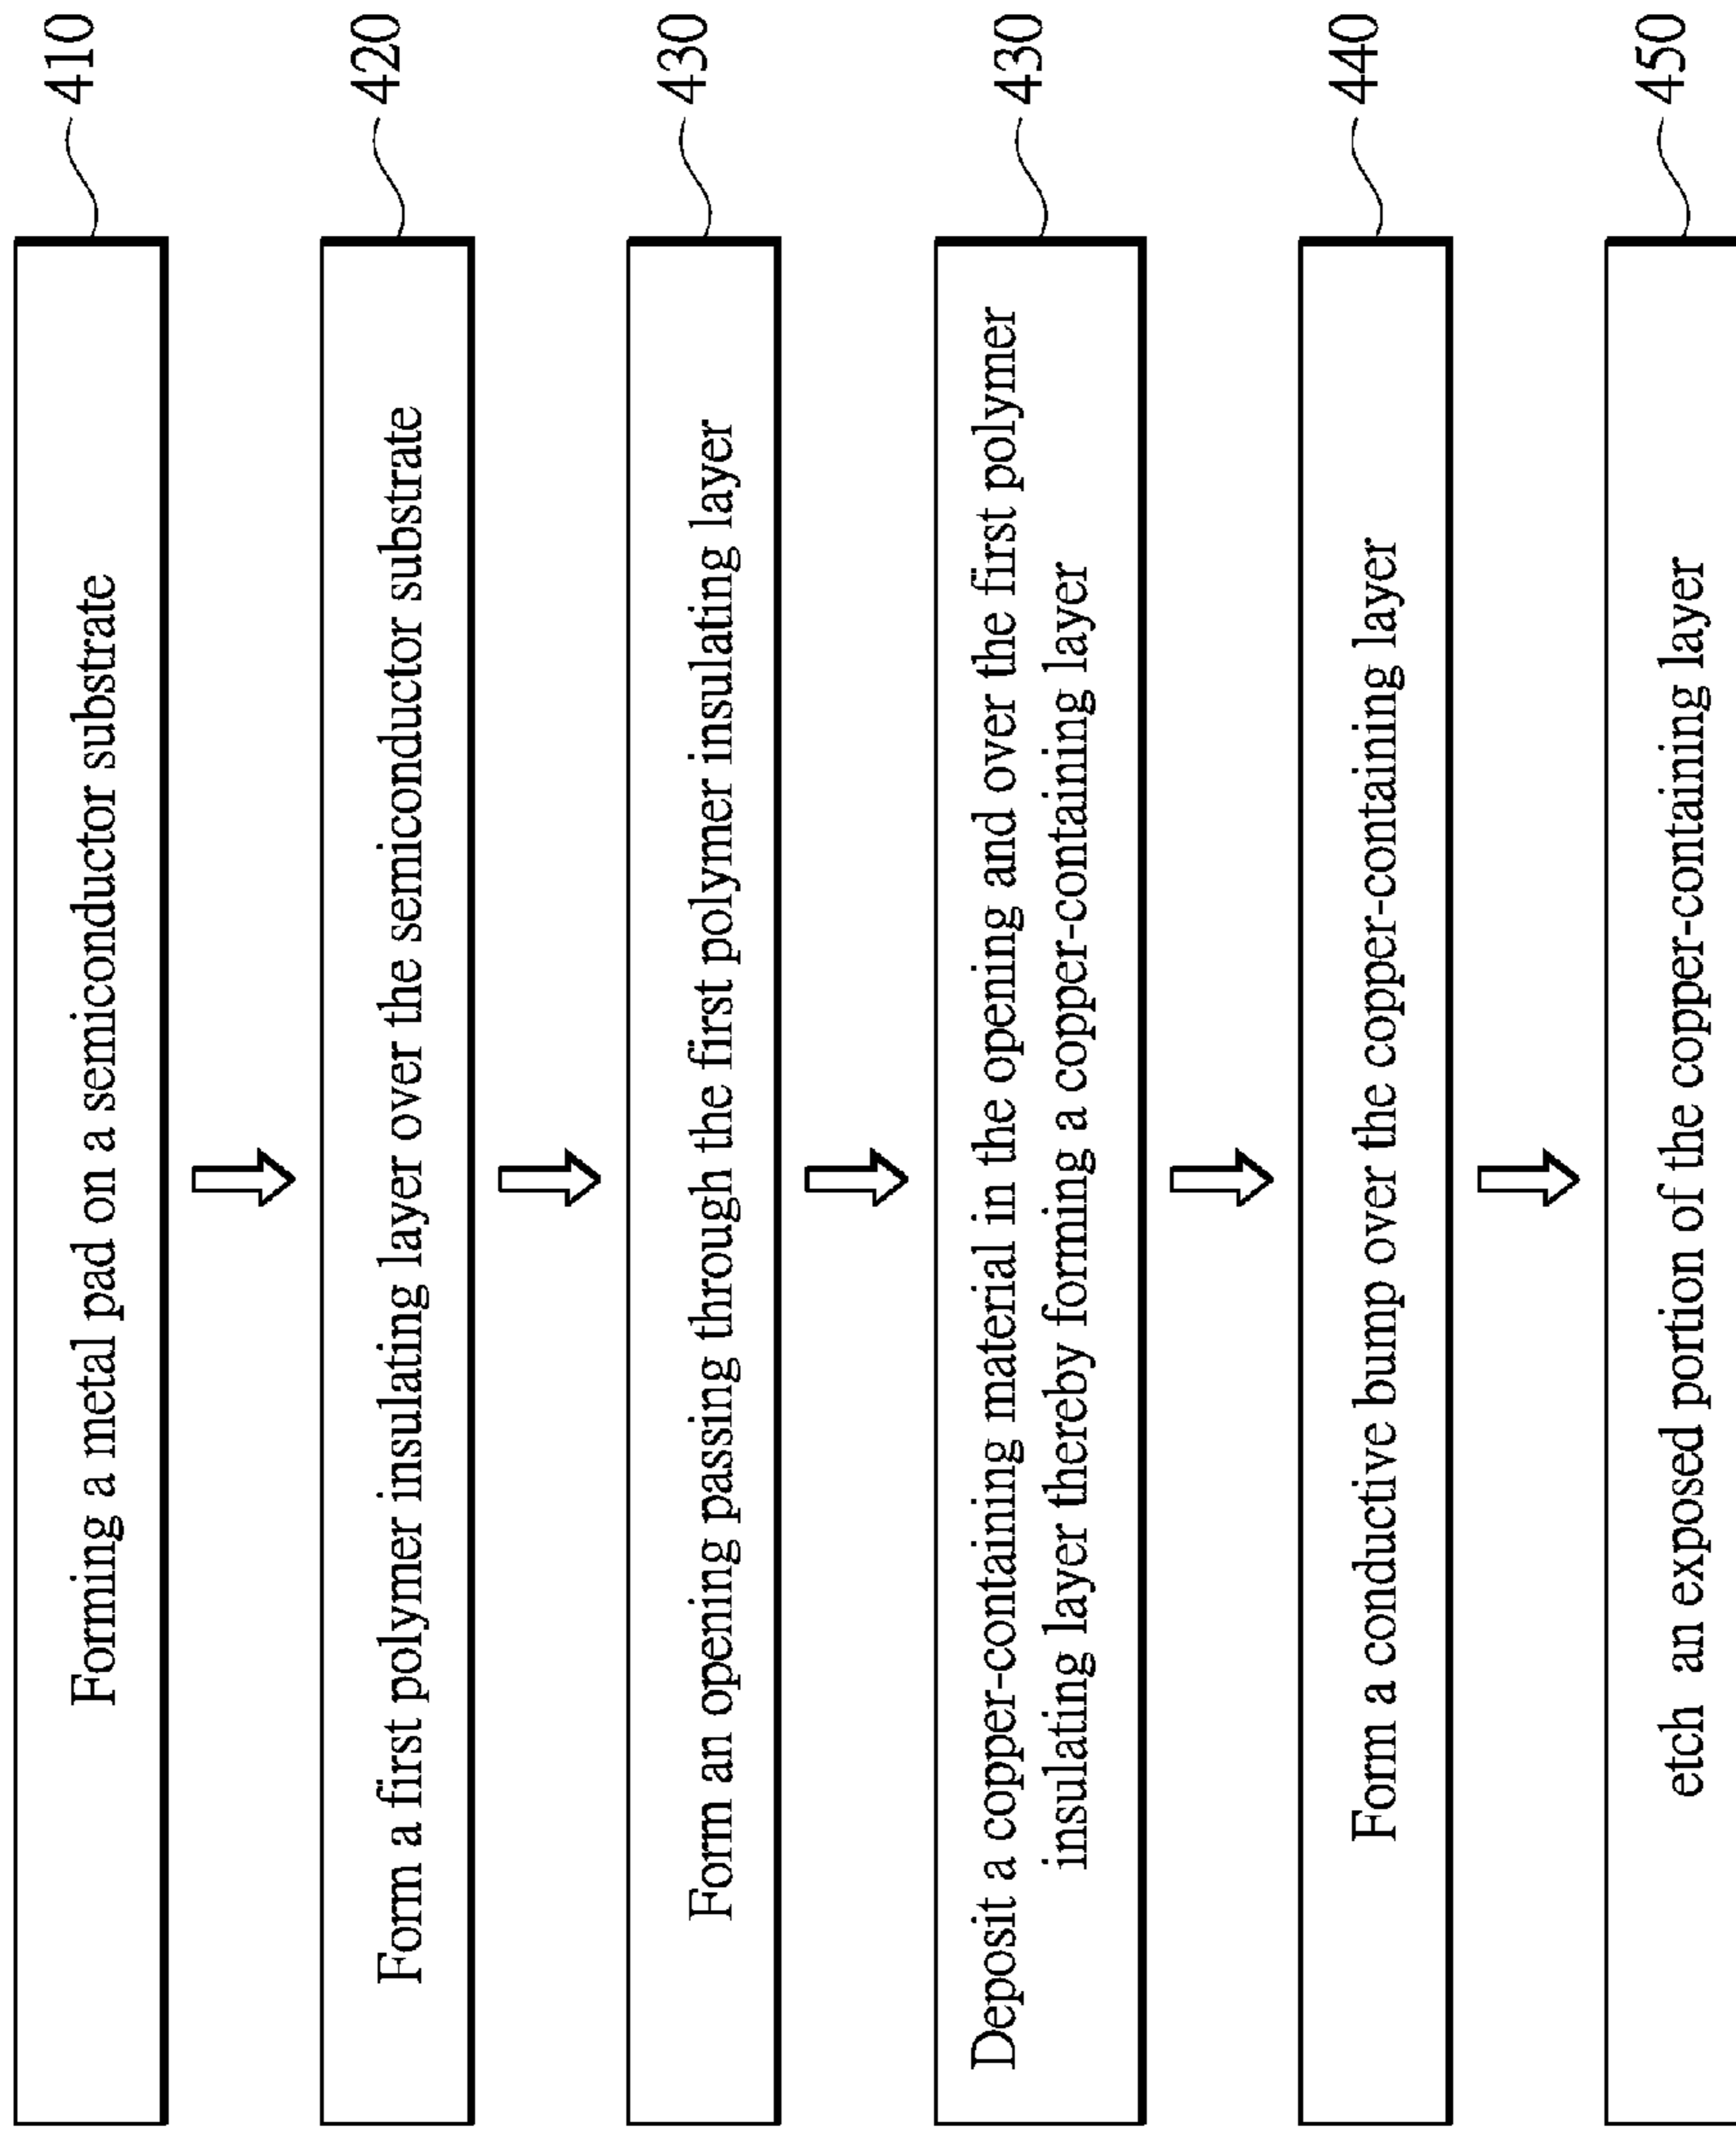 Forming a metal pad on a semiconductor substrate
410
Form a first polymer insulating layer over the semiconductor substrate
420
Form an opening passing through the first polymer insulating layer
430
Deposit a copper-containing material in the opening and over the first polymer
insulating layer thereby forming a copper-containing layer
430
Form a conductive bump over the copper-containing layer
440
etch an exposed portion of the copper-containing layer
450